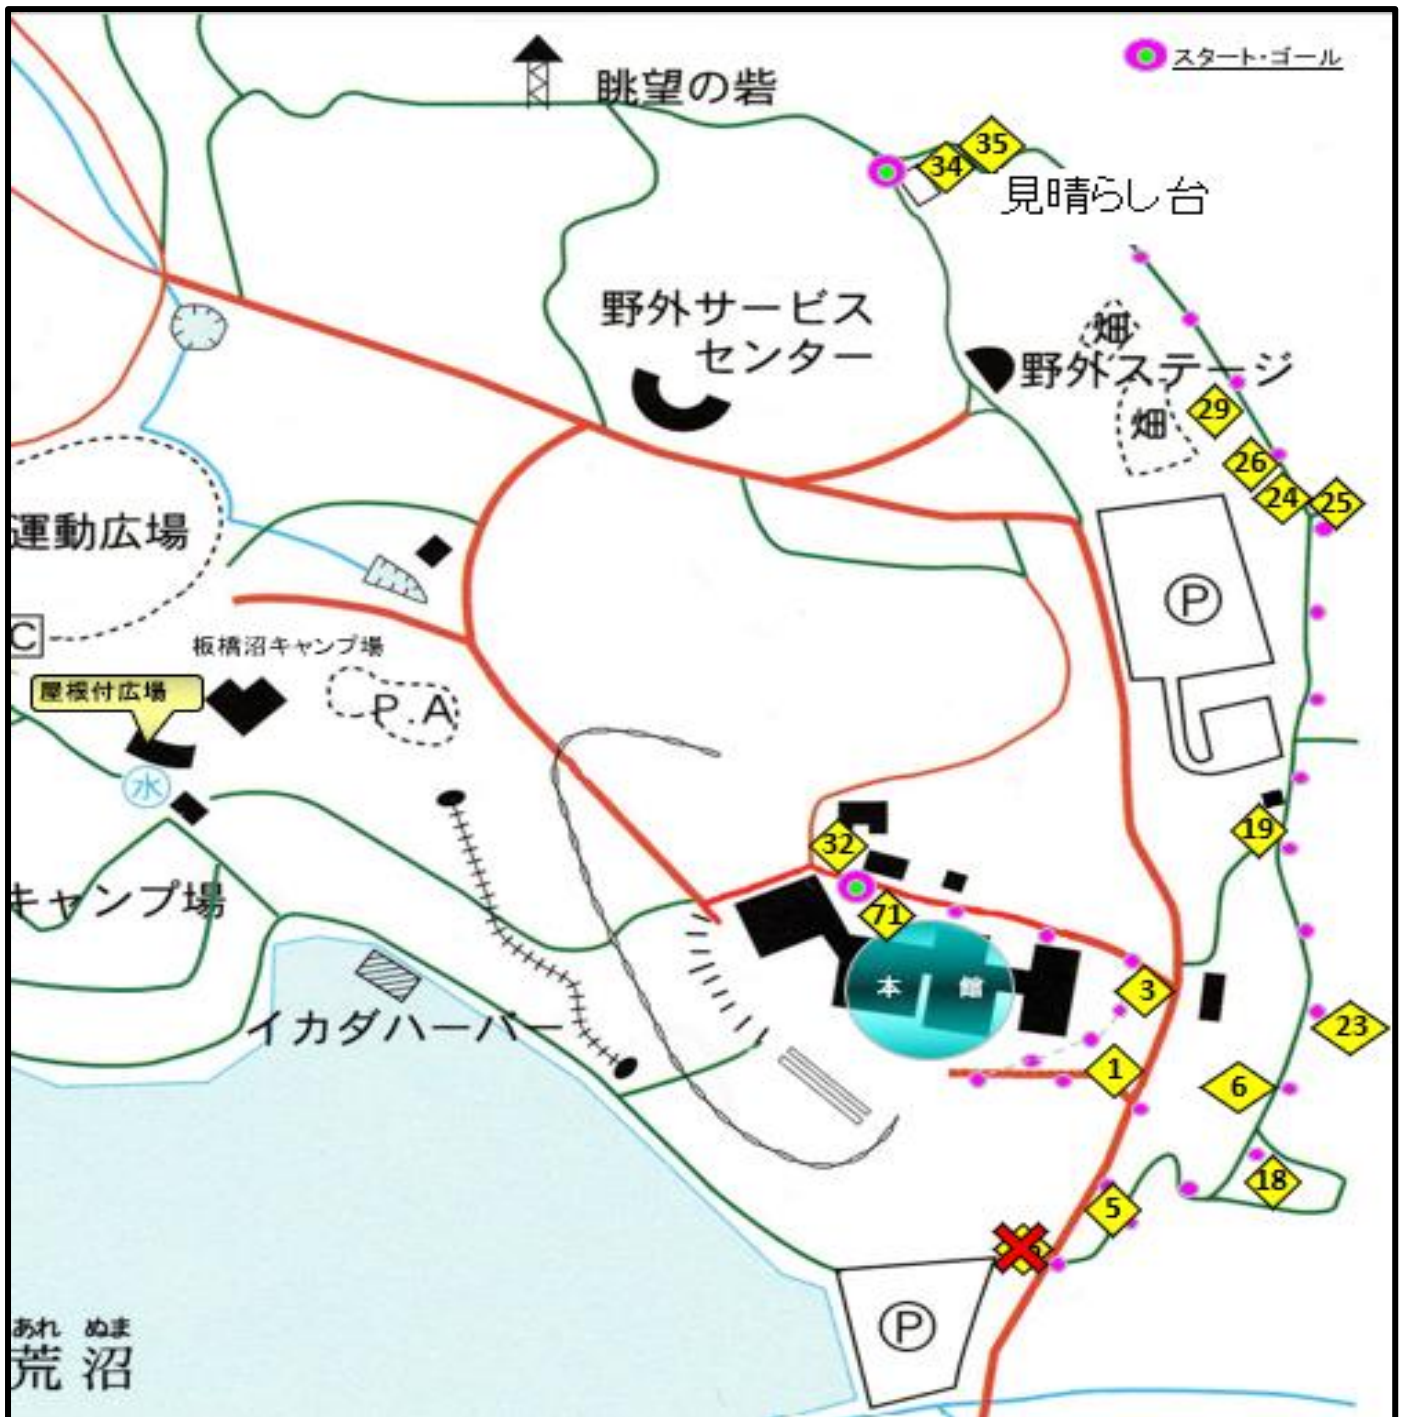 スタート・ゴール
眺望の砦
35
34
見晴らし台
野外サービス
センター
畑
野外ステージ
29
畑
26
24
25
運動広場
P
C
板橋沼キャンプ場
屋根付広場
P.A
水
19
32
キャンプ場
71
本館
3
イカダハーバー
23
1
6
18
5
P
あれ ぬま
荒沼